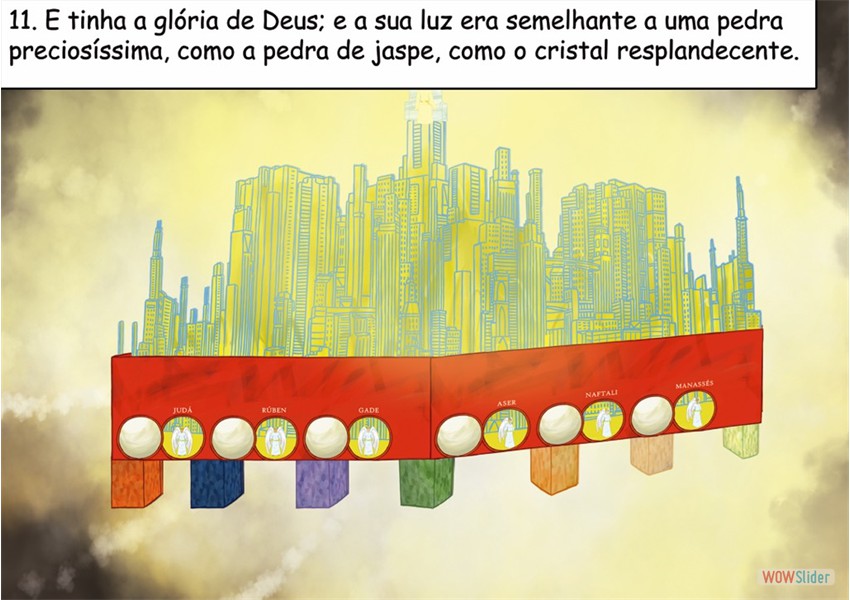 11. E tinha a glória de Deus; e a sua luz era semelhante a uma pedra
preciosíssima, como a pedra de jaspe, como o cristal resplandecente.
JUDÁ
RÚBEN
GADE
ASER
NAFTALI
MANASSÉS
WOWSlider